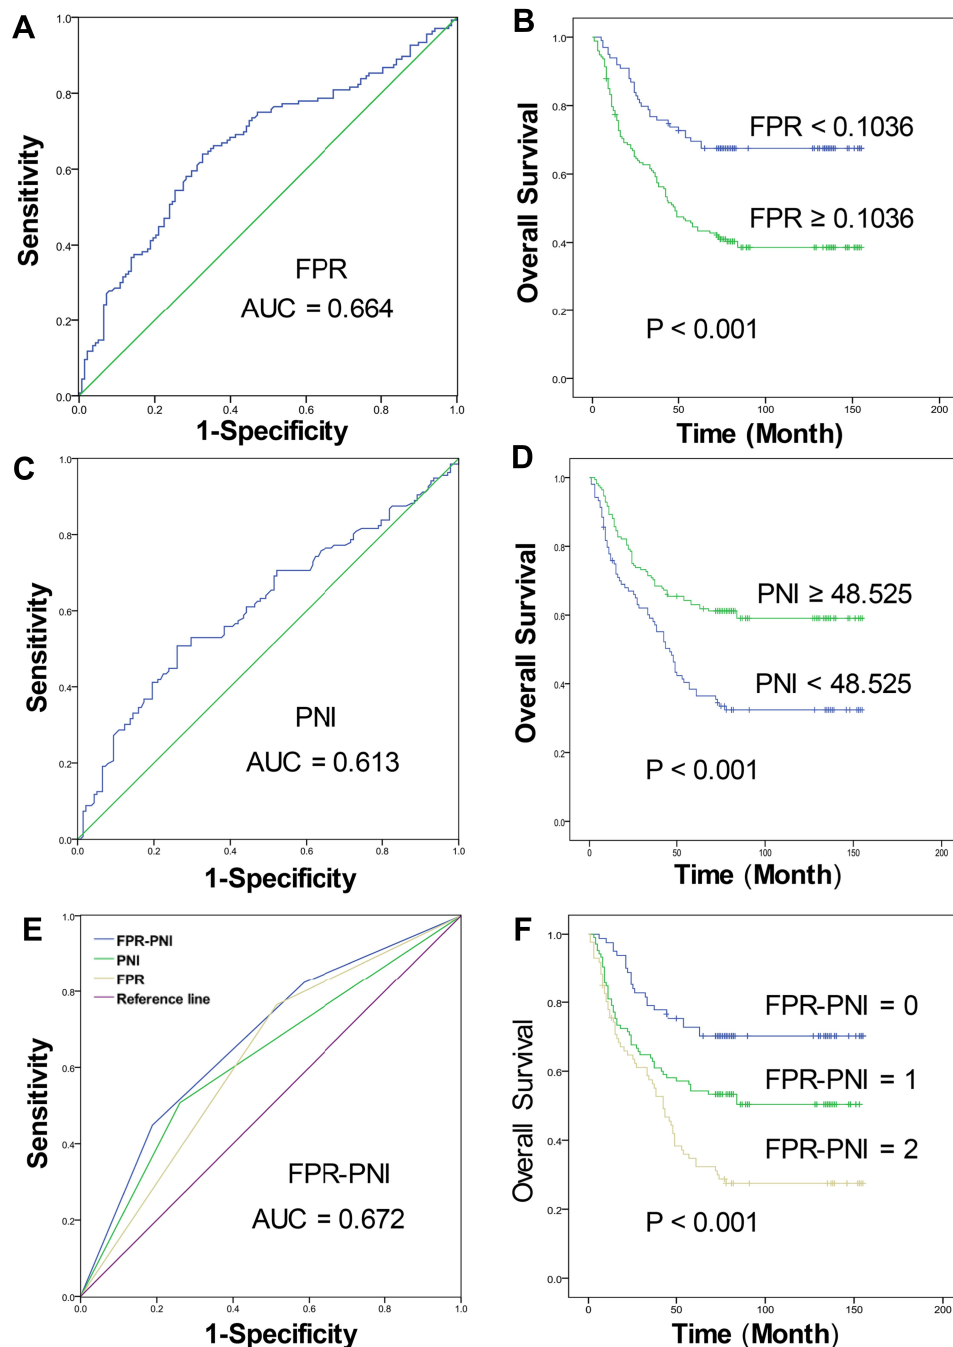 A
1.0
0.8
0.6
0.4
0.2
0.0
Sensitivity
FPR
AUC = 0.664
0.0 0.2 0.4 0.6 0.8 1.0
1-Specificity
B
1.0
0.8
0.6
0.4
0.2
0.0
Overall Survival
FPR < 0.1036
FPR ≥ 0.1036
P < 0.001
0 50 100 150 200
Time (Month)
C
1.0
0.8
0.6
0.4
0.2
0.0
Sensitivity
PNI
AUC = 0.613
0.0 0.2 0.4 0.6 0.8 1.0
1-Specificity
D
1.0
0.8
0.6
0.4
0.2
0.0
Overall Survival
PNI ≥ 48.525
PNI < 48.525
P < 0.001
0 50 100 150 200
Time (Month)
E
1.0
0.8
0.6
0.4
0.2
0.0
Sensitivity
FPR-PNI
PNI
FPR
Reference line
FPR-PNI
AUC = 0.672
0.0 0.2 0.4 0.6 0.8 1.0
1-Specificity
F
1.0
0.8
0.6
0.4
0.2
0.0
Overall Survival
FPR-PNI = 0
FPR-PNI = 1
FPR-PNI = 2
P < 0.001
0 50 100 150 200
Time (Month)